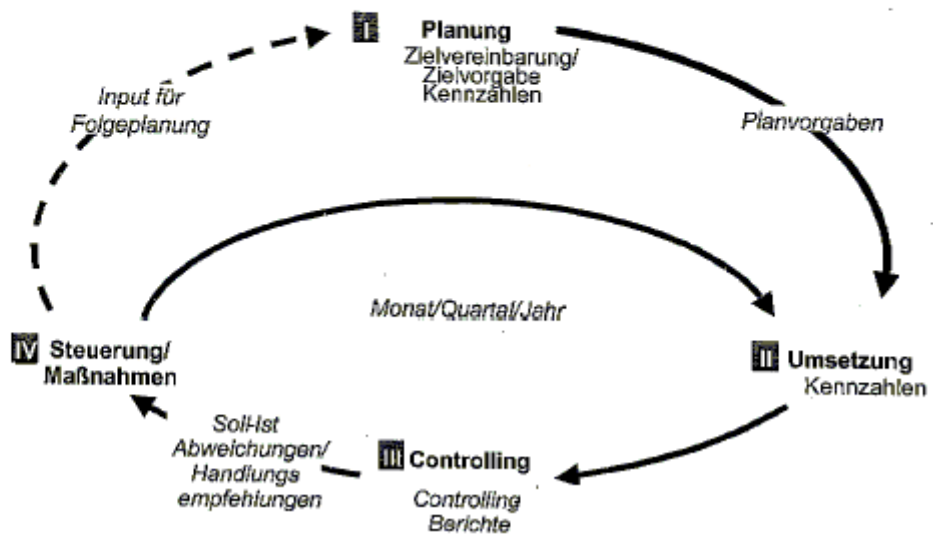 I Planung
Zielvereinbarung/
Zielvorgabe
Kennzahlen
Input für
Folgeplanung
Planvorgaben
Monat/Quartal/Jahr
IV Steuerung/
Maßnahmen
II Umsetzung
Kennzahlen
Soll-Ist
Abweichungen/
Handlungs
empfehlungen
III Controlling
Controlling
Berichte